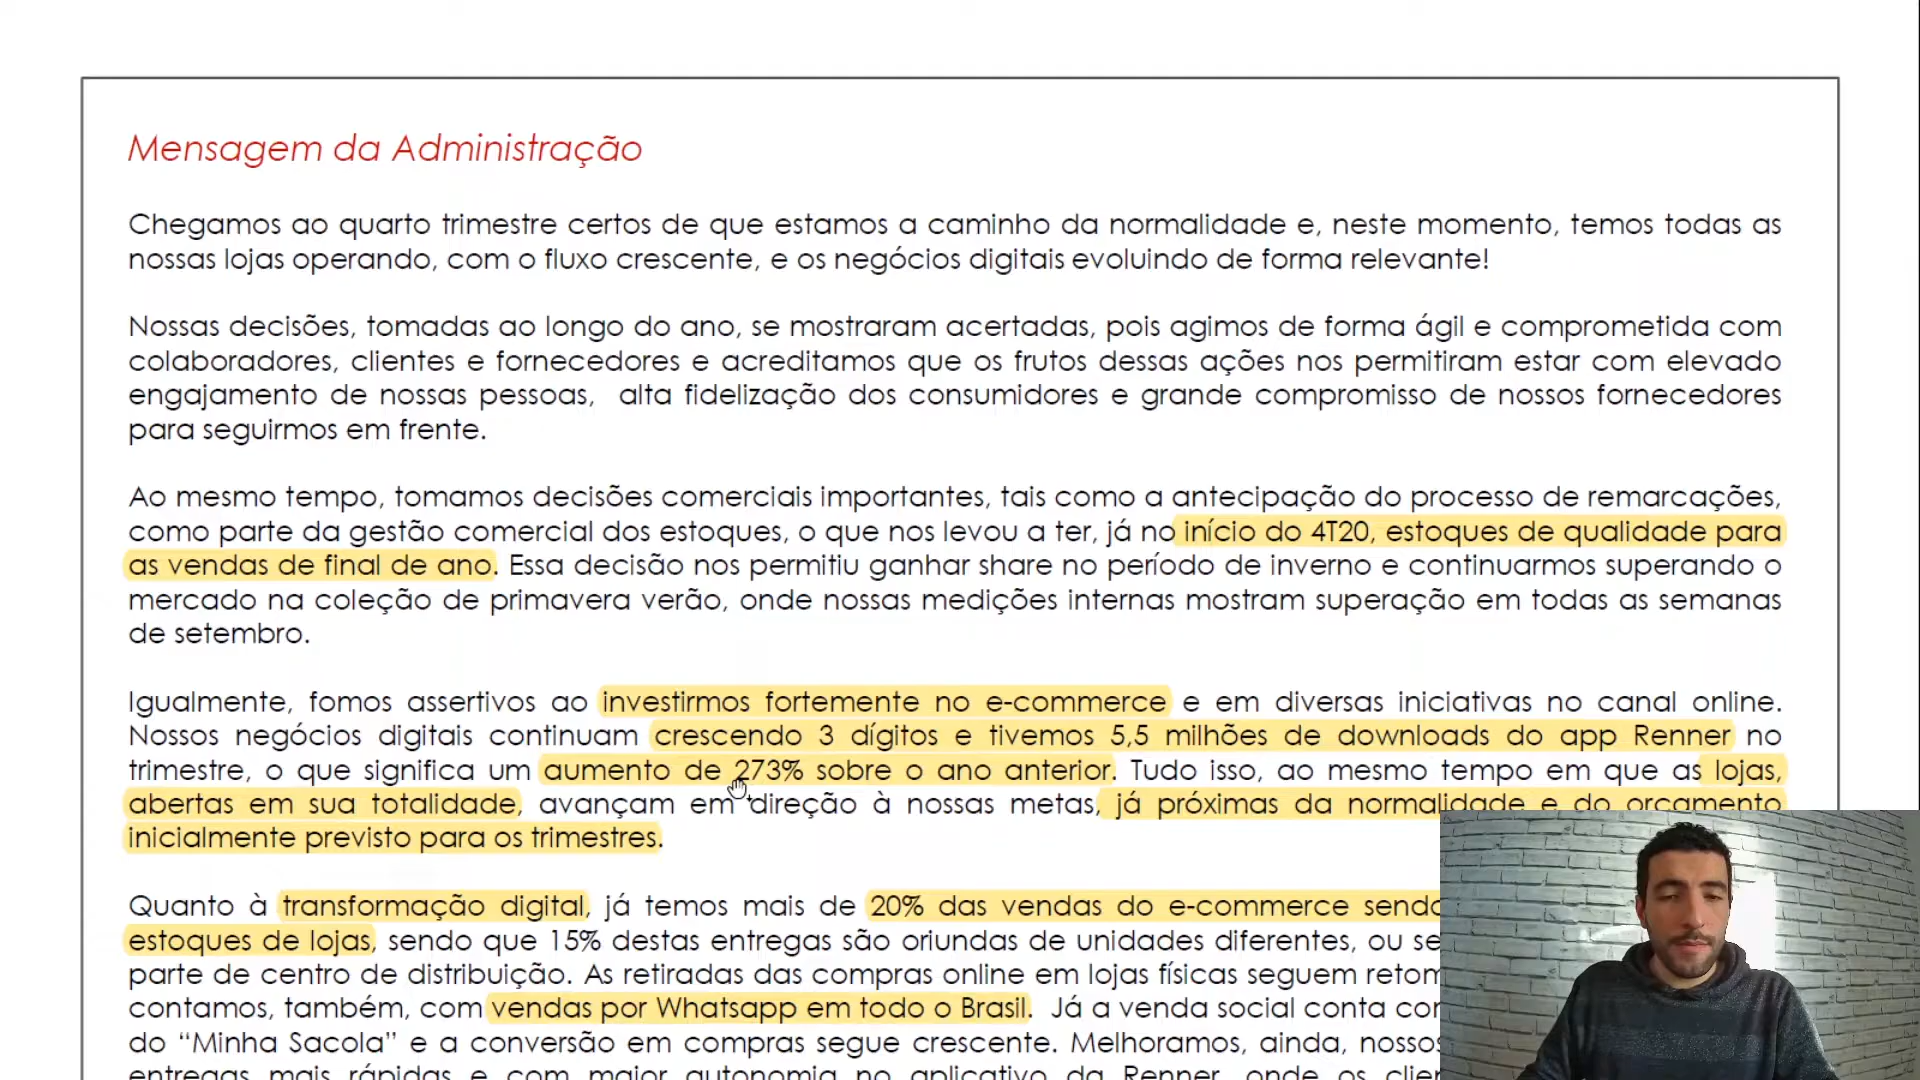 Mensagem da Administração
Chegamos ao quarto trimestre certos de que estamos a caminho da normalidade e, neste momento, temos todas as
nossas lojas operando, com o fluxo crescente, e os negócios digitais evoluindo de forma relevante!
Nossas decisões, tomadas ao longo do ano, se mostraram acertadas, pois agimos de forma ágil e comprometida com
colaboradores, clientes e fornecedores e acreditamos que os frutos dessas ações nos permitiram estar com elevado
engajamento de nossas pessoas, alta fidelização dos consumidores e grande compromisso de nossos fornecedores
para seguirmos em frente.
Ao mesmo tempo, tomamos decisões comerciais importantes, tais como a antecipação do processo de remarcações,
como parte da gestão comercial dos estoques, o que nos levou a ter, já no início do 4T20, estoques de qualidade para
as vendas de final de ano. Essa decisão nos permitiu ganhar share no período de inverno e continuarmos superando o
mercado na coleção de primavera verão, onde nossas medições internas mostram superação em todas as semanas
de setembro.
Igualmente, fomos assertivos ao investirmos fortemente no e-commerce e em diversas iniciativas no canal online.
Nossos negócios digitais continuam crescendo 3 dígitos e tivemos 5,5 milhões de downloads do app Renner no
trimestre, o que significa um aumento de 273% sobre o ano anterior. Tudo isso, ao mesmo tempo em que as lojas,
abertas em sua totalidade, avançam em direção à nossas metas, já próximas da normalidade e do orçamento
inicialmente previsto para os trimestres.
Quanto à transformação digital, já temos mais de 20% das vendas do e-commerce
estoques de lojas, sendo que 15% destas entregas são oriundas de unidades diferentes, ou
parte de centro de distribuição. As retiradas das compras online em lojas físicas seguem
contamos, também, com vendas por Whatsapp em todo o Brasil. Já a venda social conta
do “Minha Sacola” e a conversão em compras segue crescente. Melhoramos, ainda,
entregas mais rápidas e com maior autonomia no aplicativo da Renner, onde os